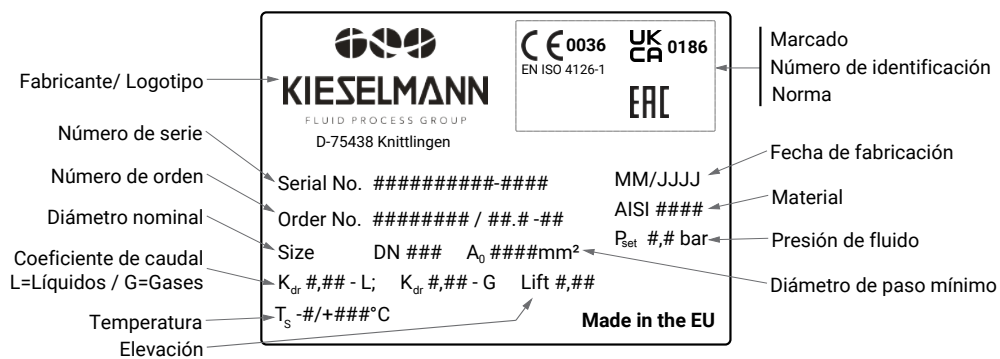 Fabricante/ Logotipo
Número de serie
Número de orden
Diámetro nominal
Coeficiente de caudal
L=Líquidos / G=Gases
Temperatura
Elevación
KIESELMANN
FLUID PROCESS GROUP
D-75438 Knittlingen
CE 0036 UKCA 0186
EN ISO 4126-1
EAC
Serial No. ##########-####
Order No. ######## / ##.# -##
Size DN ### A₀ ####mm²
Kdr #,## - L; Kdr #,## - G Lift #,##
TS -#/+###°C
MM/JJJJ
AISI ####
Pset #,# bar
Made in the EU
Marcado
Número de identificación
Norma
Fecha de fabricación
Material
Presión de fluido
Diámetro de paso mínimo